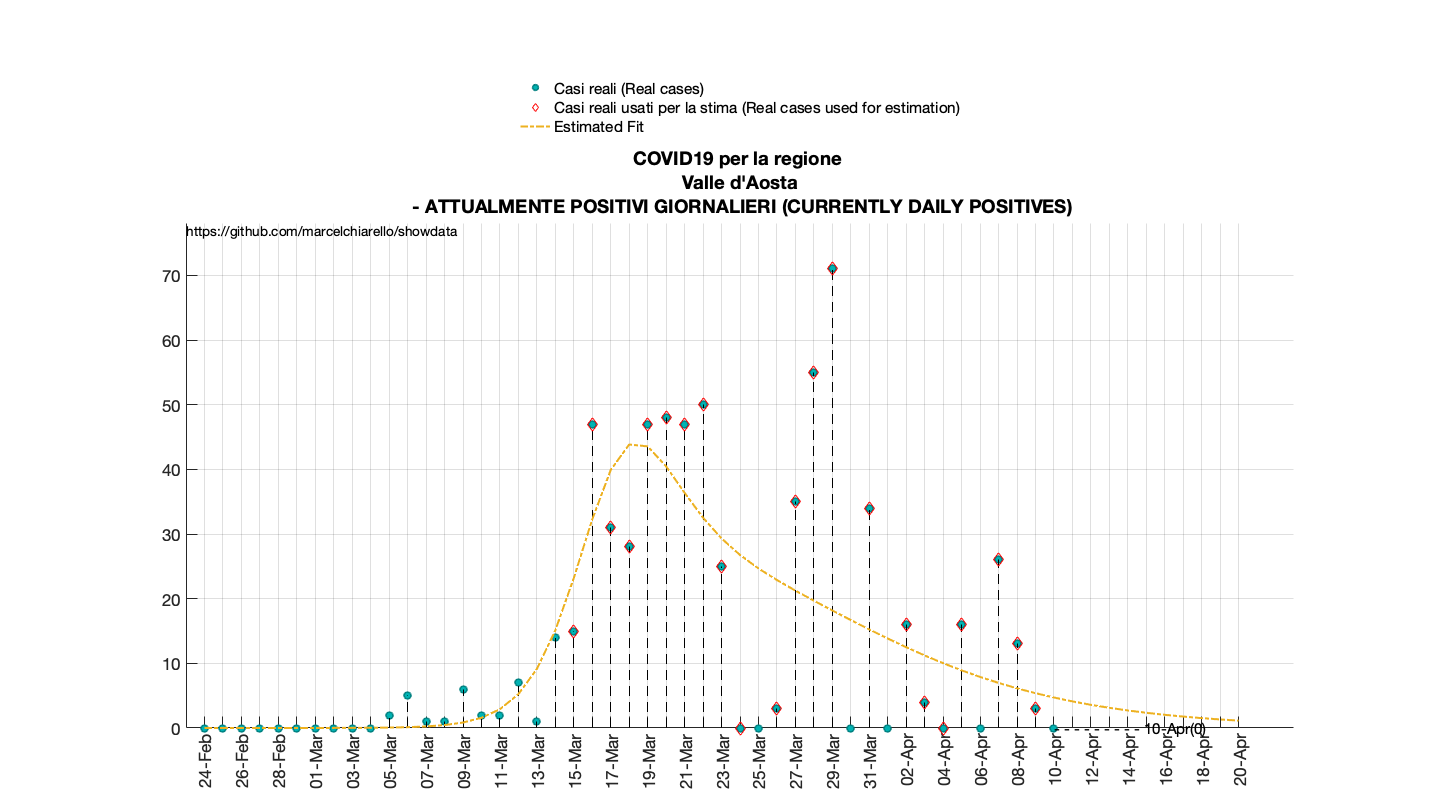 Casi reali (Real cases)
Casi reali usati per la stima (Real cases used for estimation)
Estimated Fit
COVID19 per la regione
Valle d'Aosta
- ATTUALMENTE POSITIVI GIORNALIERI (CURRENTLY DAILY POSITIVES)
https://github.com/marcelchiarello/showdata
70
60
50
40
30
20
10
0
10-Apr(0)
24-Feb
26-Feb
28-Feb
01-Mar
03-Mar
05-Mar
07-Mar
09-Mar
11-Mar
13-Mar
15-Mar
17-Mar
19-Mar
21-Mar
23-Mar
25-Mar
27-Mar
29-Mar
31-Mar
02-Apr
04-Apr
06-Apr
08-Apr
10-Apr
12-Apr
14-Apr
16-Apr
18-Apr
20-Apr